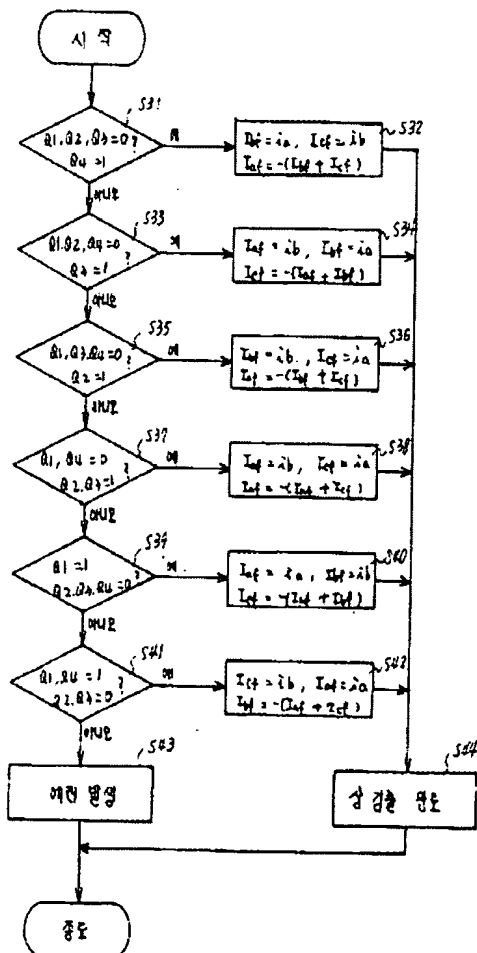 시작
S31
Q1, Q2, Q3=0
Q4 =1 ?
예
S32
Ibf = ia, Icf = ib
Iaf = -(Ibf + Icf)
아니오
S33
Q1, Q2, Q4=0
Q3 =1 ?
예
S34
Iaf = ib, Ibf = ia
Icf = -(Iaf + Ibf)
아니오
S35
Q1, Q3, Q4=0
Q2 =1 ?
예
S36
= ib, Icf = ia
= -(Ibf + Icf)
아니오
S37
Q1, Q4 =0
Q2, Q3=1 ?
예
S38
Iaf = ib, Icf = ia
= -(Iaf + Icf)
아니오
S39
Q1 =1
Q2, Q3, Q4 =0 ?
예
S40
Iaf = ia, Ibf = ib
Icf = -(Iaf + Ibf)
아니오
S41
Q1, Q4 = 1
Q2, Q3=0 ?
예
S42
Icf = ib, = ia
Ibf = -(Iaf + Icf)
아니오
S43
에러 발생
S44
상 검출 완료
종료